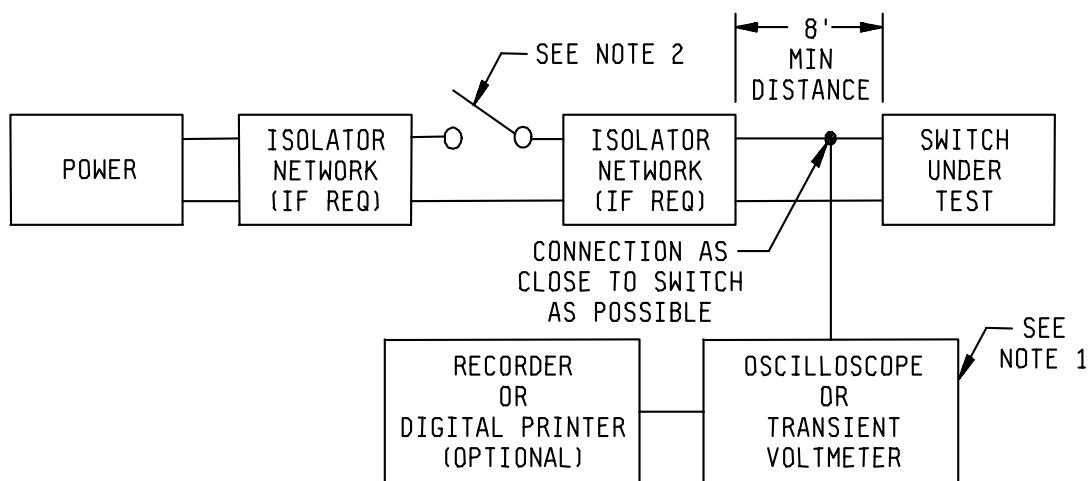 8'
MIN
DISTANCE
SEE NOTE 2
POWER
ISOLATOR
NETWORK
(IF REQ)
ISOLATOR
NETWORK
(IF REQ)
SWITCH
UNDER
TEST
CONNECTION AS
CLOSE TO SWITCH
AS POSSIBLE
SEE
NOTE 1
RECORDER
OR
DIGITAL PRINTER
(OPTIONAL)
OSCILLOSCOPE
OR
TRANSIENT
VOLTMETER